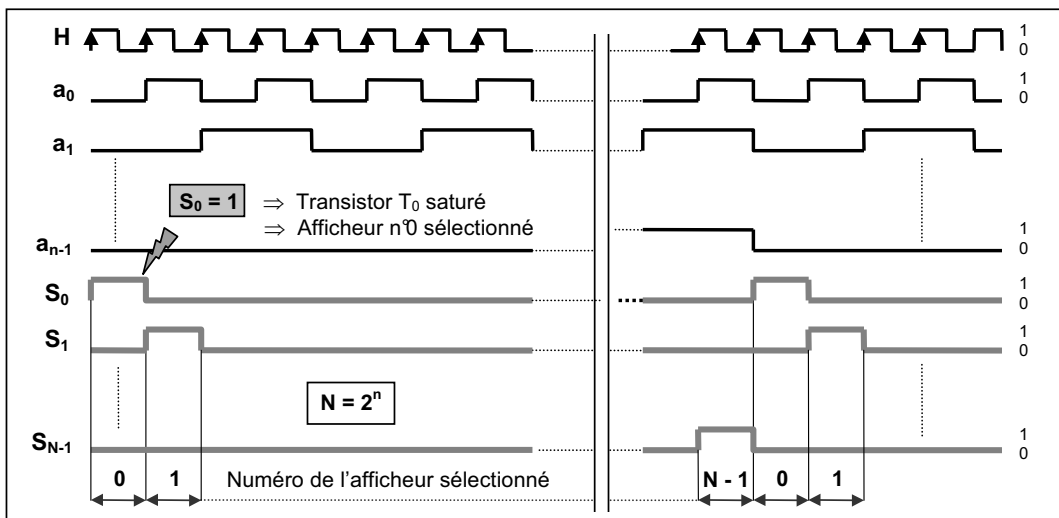 H 1
0
a0 1
0
a1 1
0
S0 = 1 ⇒ Transistor T0 saturé
⇒ Afficheur n°0 sélectionné
an-1 1
0
S0 1
0
S1 1
0
N = 2^n
SN-1 1
0
0 1 Numéro de l'afficheur sélectionné N - 1 0 1